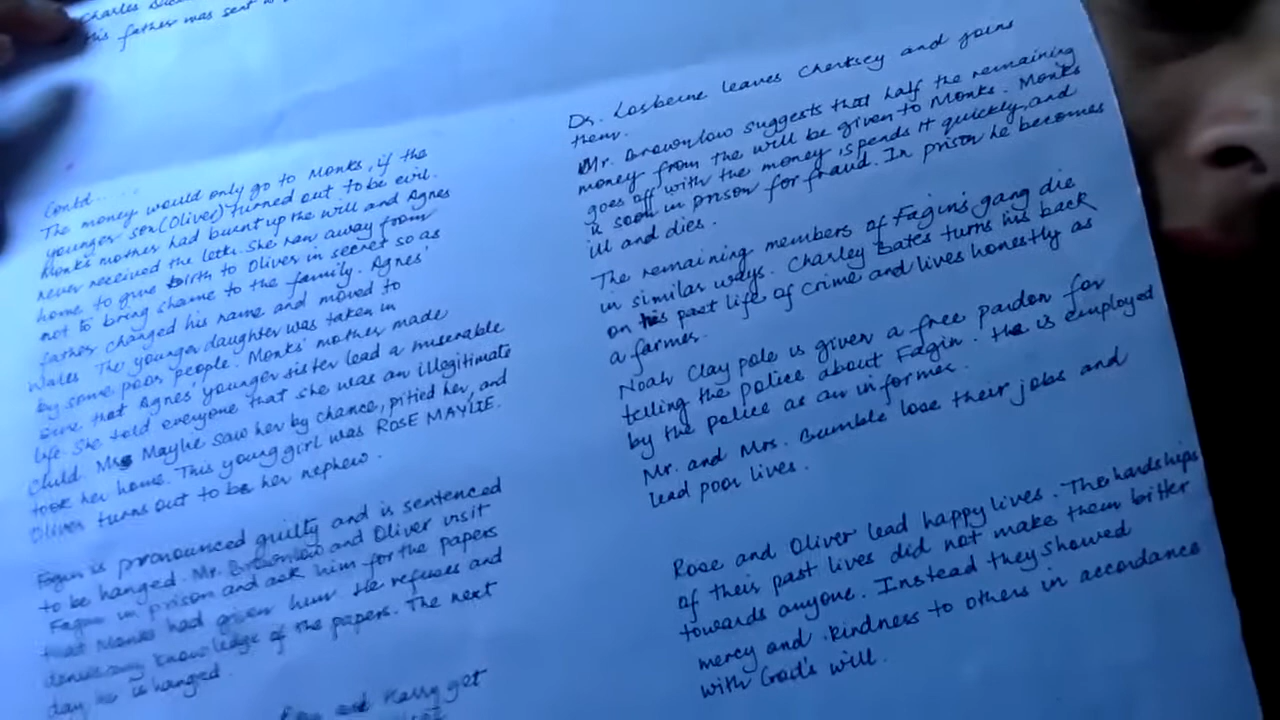 Charles
His father was sent
Contd...
The money would only go to Monks, if the
younger son (Oliver) turned out to be evil.
Monks mother had burnt up the will and Agnes
never received the letter. She ran away from
home to give birth to Oliver in secret so as
not to bring shame to the family. Agnes'
father changed his name and moved to
Wales. The younger daughter was taken in
by some poor people. Monks' mother made
sure that Agnes' younger sister lead a miserable
life. She told everyone that she was an illegitimate
child. Mrs Maylie saw her by chance, pitied her, and
took her home. This young girl was ROSE MAYLIE.
Oliver turns out to be her nephew.
Fagin is pronounced guilty and is sentenced
to be hanged. Mr. Brownlow and Oliver visit
Fagin in prison and ask him for the papers
that Monks had given him. He refuses and
denies any knowledge of the papers. The next
day he is hanged.
and Harry get
Dr. Losberne leaves Chertsey and joins
them.
Mr. Brownlow suggests that half the remaining
money from the will be given to Monks. Monks
goes off with the money, spends it quickly, and
is soon in prison for fraud. In prison he becomes
ill and dies.
The remaining members of Fagin's gang die
in similar ways. Charley Bates turns his back
on his past life of crime and lives honestly as
a farmer.
Noah Claypole is given a free pardon for
telling the police about Fagin. He is employed
by the police as an informer.
Mr. and Mrs. Bumble lose their jobs and
lead poor lives.
Rose and Oliver lead happy lives. The hardships
of their past lives did not make them bitter
towards anyone. Instead they showed
mercy and kindness to others in accordance
with God's will.